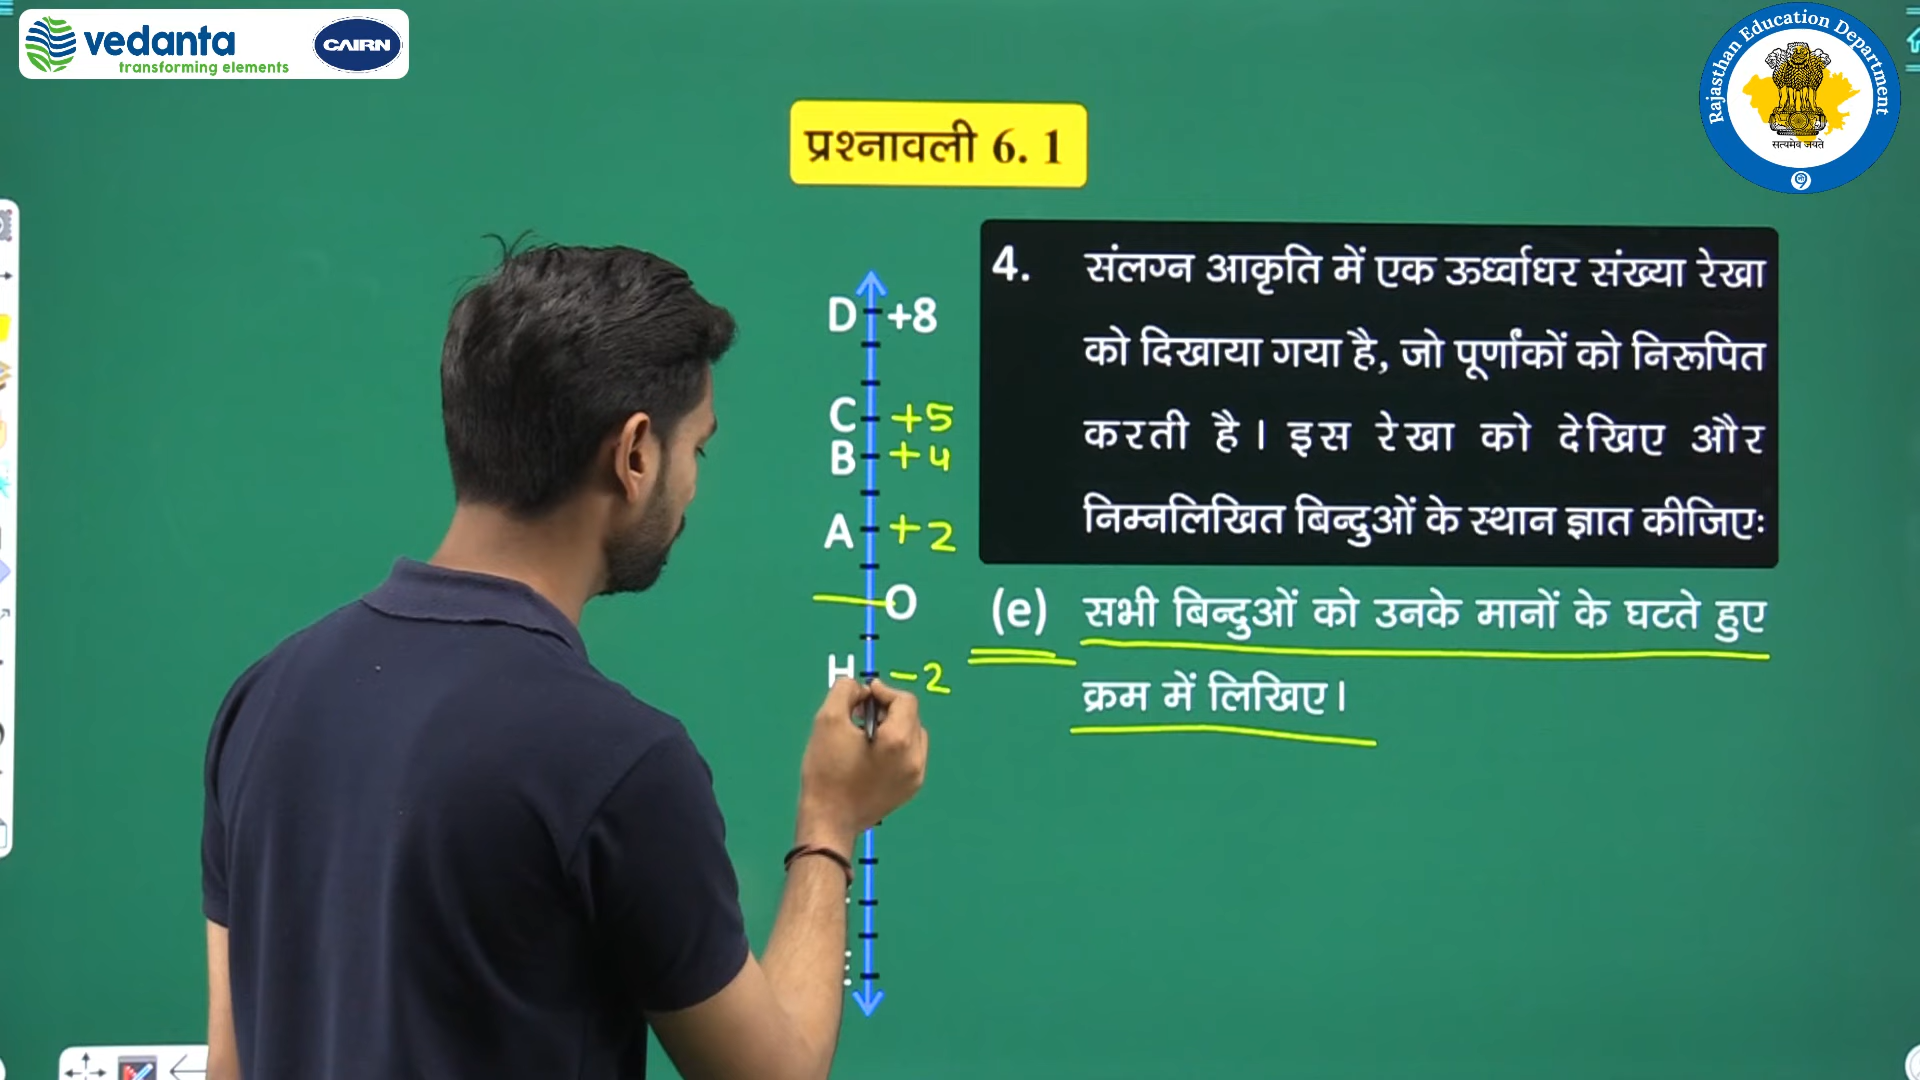 vedanta
transforming elements
CAIRN
Rajasthan Education Department
सत्यमेव जयते
प्रश्नावली 6. 1
4. संलग्न आकृति में एक ऊर्ध्वाधर संख्या रेखा
को दिखाया गया है, जो पूर्णांकों को निरूपित
करती है। इस रेखा को देखिए और
निम्नलिखित बिन्दुओं के स्थान ज्ञात कीजिएः
(e) सभी बिन्दुओं को उनके मानों के घटते हुए
क्रम में लिखिए।
D +8
C +5
B +4
A +2
O
H -2